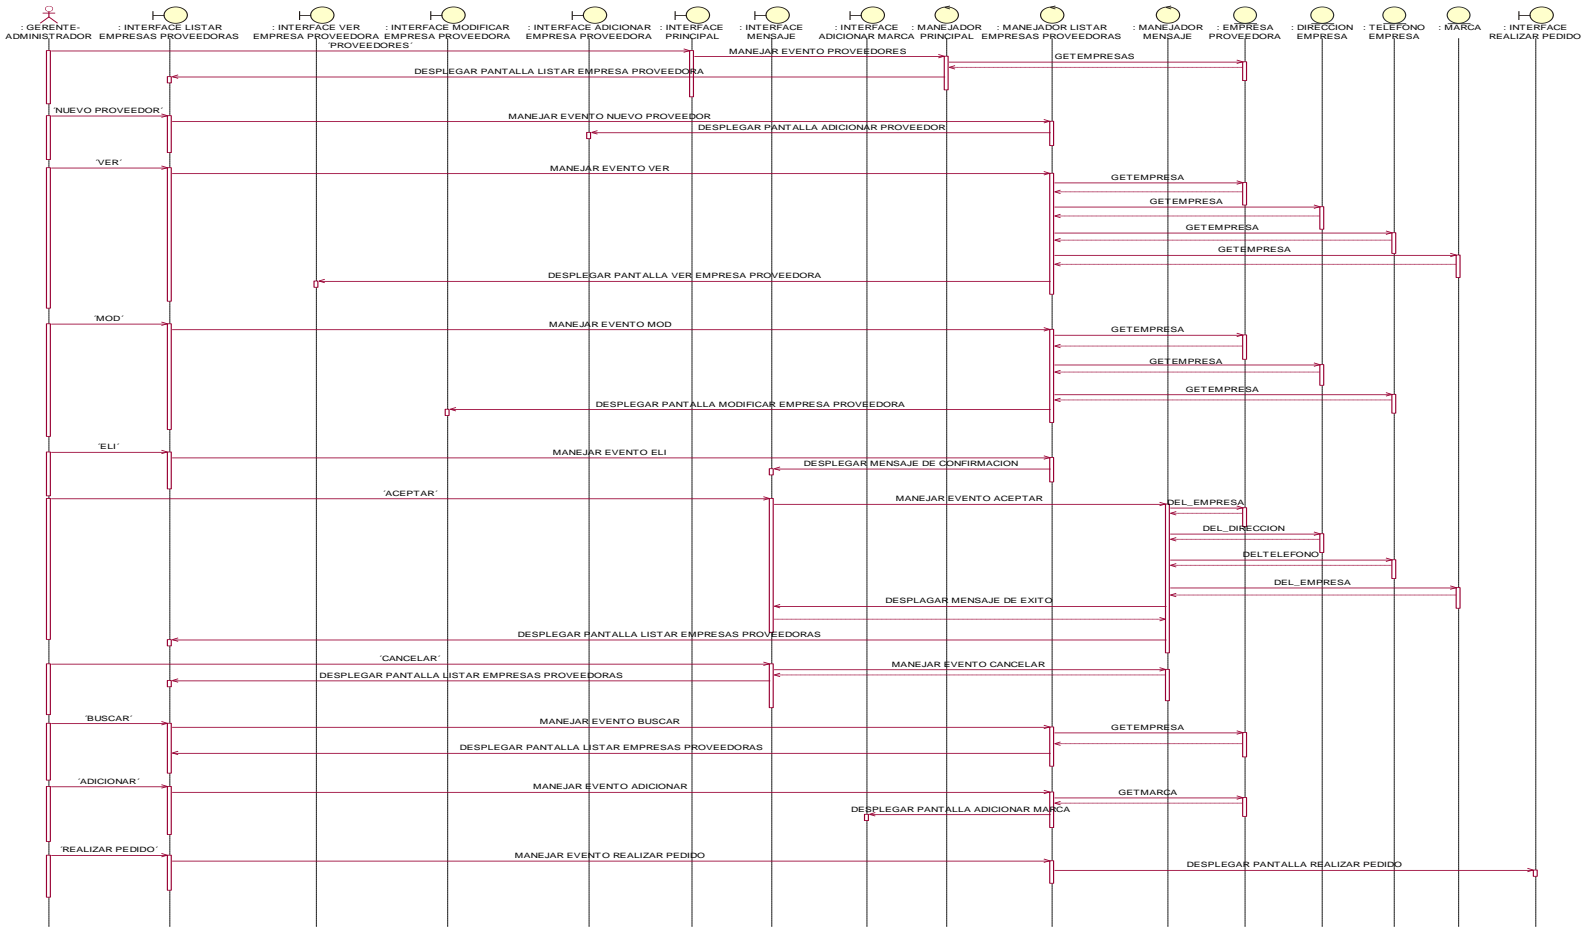 : GERENTE-
ADMINISTRADOR
: INTERFACE LISTAR
EMPRESAS PROVEEDORAS
: INTERFACE VER
EMPRESA PROVEEDORA
: INTERFACE MODIFICAR
EMPRESA PROVEEDORA
: INTERFACE ADICIONAR
EMPRESA PROVEEDORA
: INTERFACE
PRINCIPAL
: INTERFACE
MENSAJE
: INTERFACE
ADICIONAR MARCA
: MANEJADOR
PRINCIPAL
: MANEJADOR LISTAR
EMPRESAS PROVEEDORAS
: MANEJADOR
MENSAJE
: EMPRESA
PROVEEDORA
: DIRECCION
EMPRESA
: TELEFONO
EMPRESA
: MARCA
: INTERFACE
REALIZAR PEDIDO
´PROVEEDORES´
MANEJAR EVENTO PROVEEDORES
GETEMPRESAS
DESPLEGAR PANTALLA LISTAR EMPRESA PROVEEDORA
´NUEVO PROVEEDOR´
MANEJAR EVENTO NUEVO PROVEEDOR
DESPLEGAR PANTALLA ADICIONAR PROVEEDOR
´VER´
MANEJAR EVENTO VER
GETEMPRESA
GETEMPRESA
GETEMPRESA
GETEMPRESA
DESPLEGAR PANTALLA VER EMPRESA PROVEEDORA
´MOD´
MANEJAR EVENTO MOD
GETEMPRESA
GETEMPRESA
GETEMPRESA
DESPLEGAR PANTALLA MODIFICAR EMPRESA PROVEEDORA
´ELI´
MANEJAR EVENTO ELI
DESPLEGAR MENSAJE DE CONFIRMACION
´ACEPTAR´
MANEJAR EVENTO ACEPTAR
DEL_EMPRESA
DEL_DIRECCION
DELTELEFONO
DEL_EMPRESA
DESPLAGAR MENSAJE DE EXITO
DESPLEGAR PANTALLA LISTAR EMPRESAS PROVEEDORAS
´CANCELAR´
MANEJAR EVENTO CANCELAR
DESPLEGAR PANTALLA LISTAR EMPRESAS PROVEEDORAS
´BUSCAR´
MANEJAR EVENTO BUSCAR
GETEMPRESA
DESPLEGAR PANTALLA LISTAR EMPRESAS PROVEEDORAS
´ADICIONAR´
MANEJAR EVENTO ADICIONAR
GETMARCA
DESPLEGAR PANTALLA ADICIONAR MARCA
´REALIZAR PEDIDO´
MANEJAR EVENTO REALIZAR PEDIDO
DESPLEGAR PANTALLA REALIZAR PEDIDO